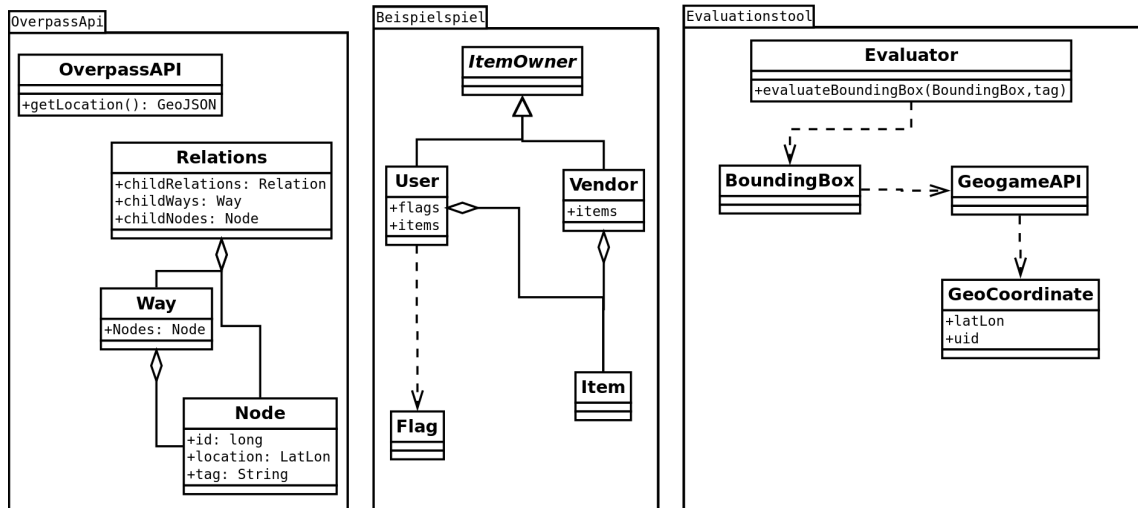 OverpassApi
OverpassAPI
+getLocation(): GeoJSON
Relations
+childRelations: Relation
+childWays: Way
+childNodes: Node
Way
+Nodes: Node
Node
+id: long
+location: LatLon
+tag: String
Beispielspiel
ItemOwner
User
+flags
+items
Vendor
+items
Item
Flag
Evaluationstool
Evaluator
+evaluateBoundingBox(BoundingBox,tag)
BoundingBox
GeogameAPI
GeoCoordinate
+latLon
+uid